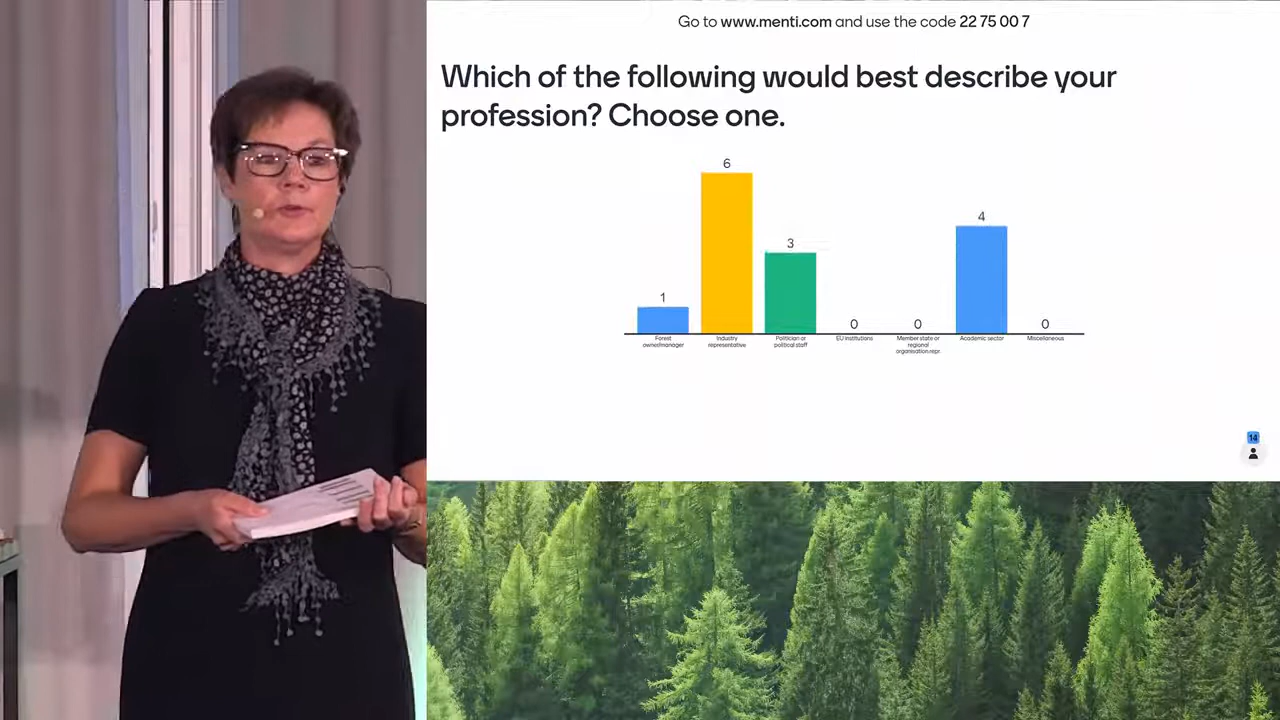 Go to www.menti.com and use the code 22 75 00 7
Which of the following would best describe your
profession? Choose one.
1
6
3
0
0
4
0
Forest
owner/manager
Industry
representative
Politician or
political staff
EU institutions
Member state or
regional
organisation repr.
Academic sector
Miscellaneous
14